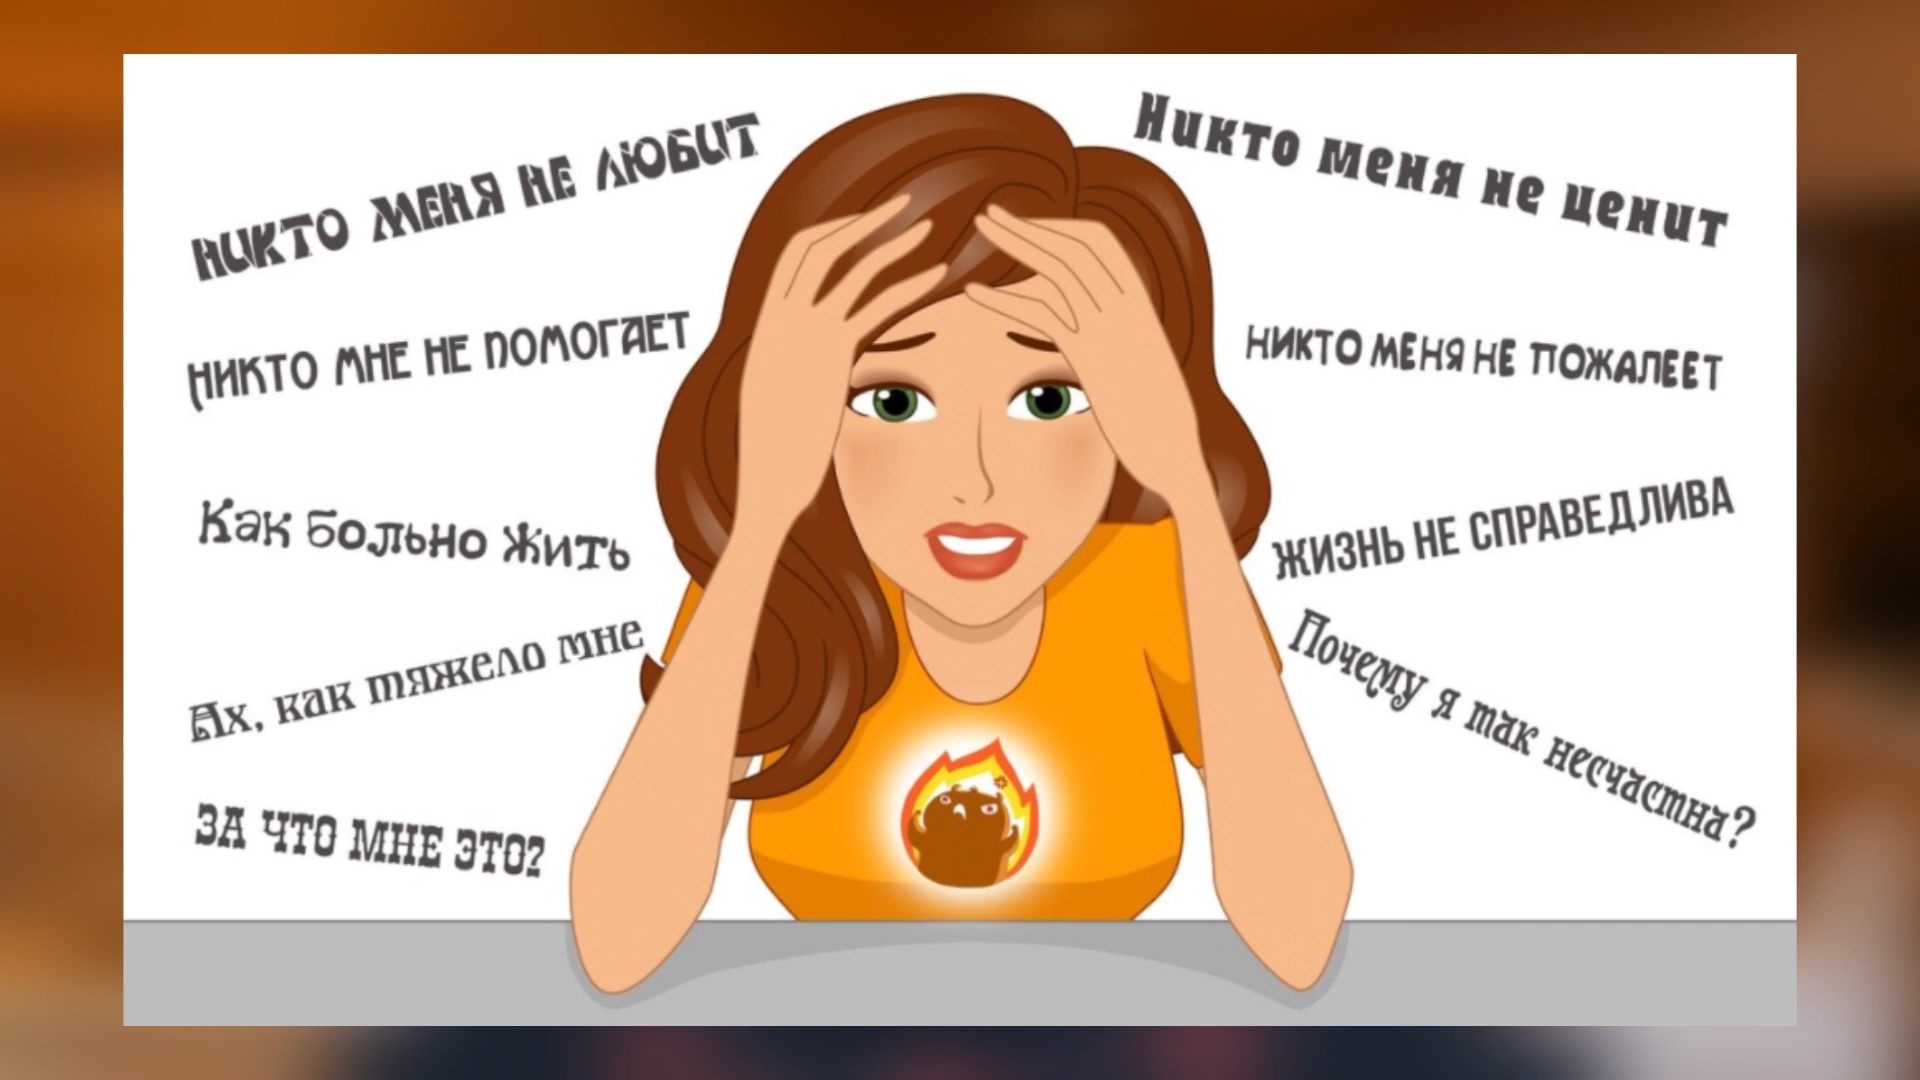 НИКТО МЕНЯ НЕ ЛЮБИТ
Никто меня не ценит
НИКТО МНЕ НЕ ПОМОГАЕТ
НИКТО МЕНЯ НЕ ПОЖАЛЕЕТ
Как больно жить
ЖИЗНЬ НЕ СПРАВЕДЛИВА
Ах, как тяжело мне
Почему я так несчастна?
ЗА ЧТО МНЕ ЭТО?